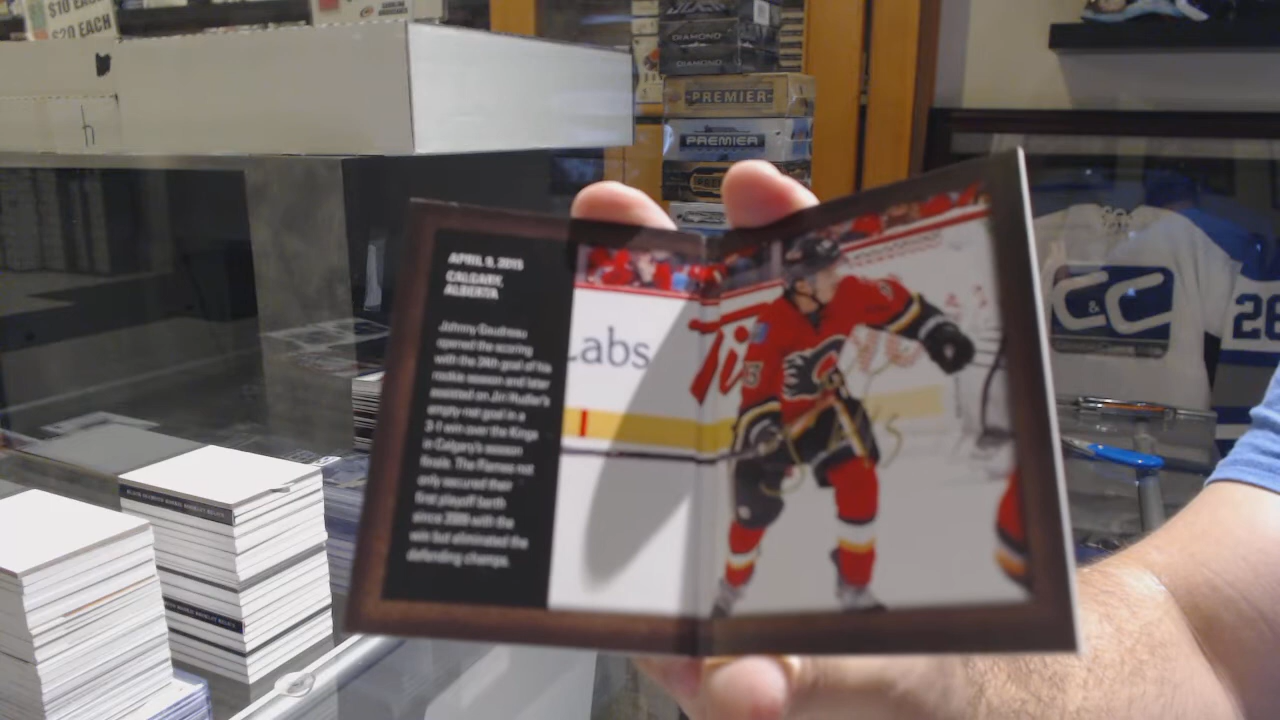 $10 EACH
$20 EACH
DIAMOND
DIAMOND
PREMIER
PREMIER
APRIL 9, 2015
CALGARY,
ALBERTA
Johnny Gaudreau
opened the scoring
with the 24th goal of his
rookie season and later
assisted on Jiri Hudler's
empty-net goal in a
3-1 win over the Kings
in Calgary's season
finale. The Flames not
only secured their
first playoff berth
since 2009 with the
win but eliminated the
defending champs.
Labs
Ti
C&C
26